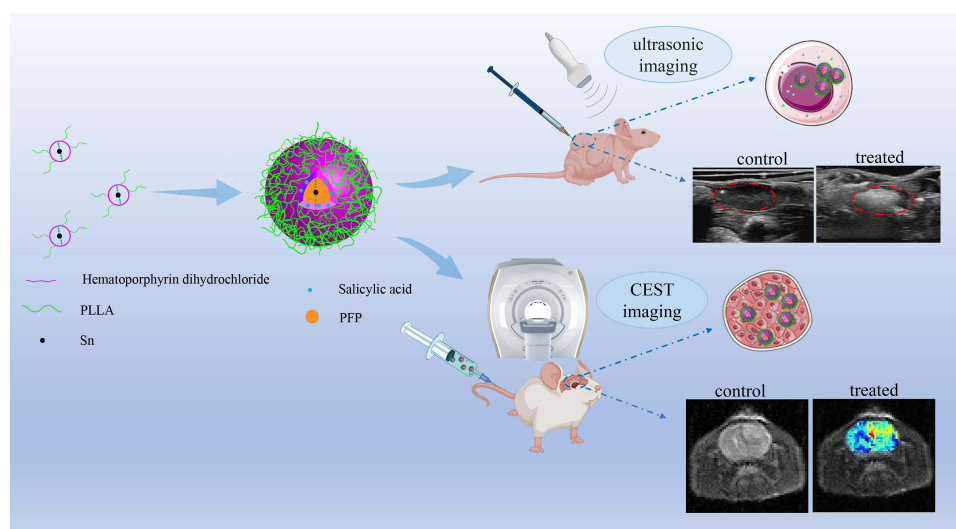 ultrasonic
imaging
control
treated
Hematoporphyrin dihydrochloride
Salicylic acid
PLLA
PFP
Sn
CEST
imaging
control
treated